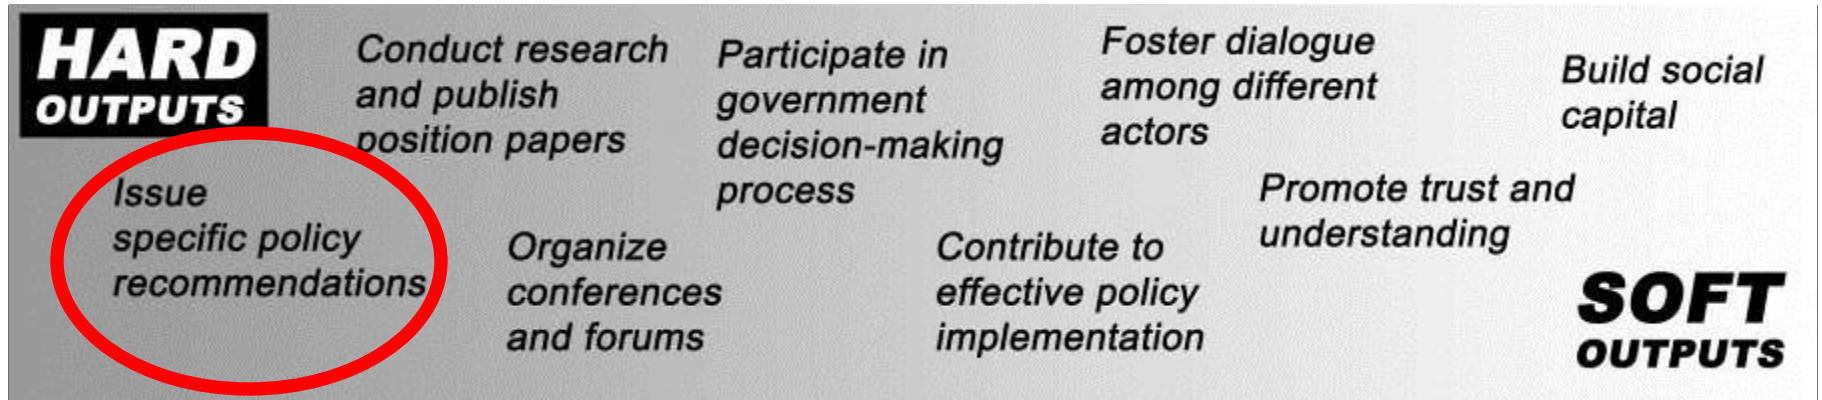 HARD
OUTPUTS
Issue
specific policy
recommendations
Conduct research
and publish
position papers
Organize
conferences
and forums
Participate in
government
decision-making
process
Contribute to
effective policy
implementation
Foster dialogue
among different
actors
Promote trust and
understanding
Build social
capital
SOFT
OUTPUTS